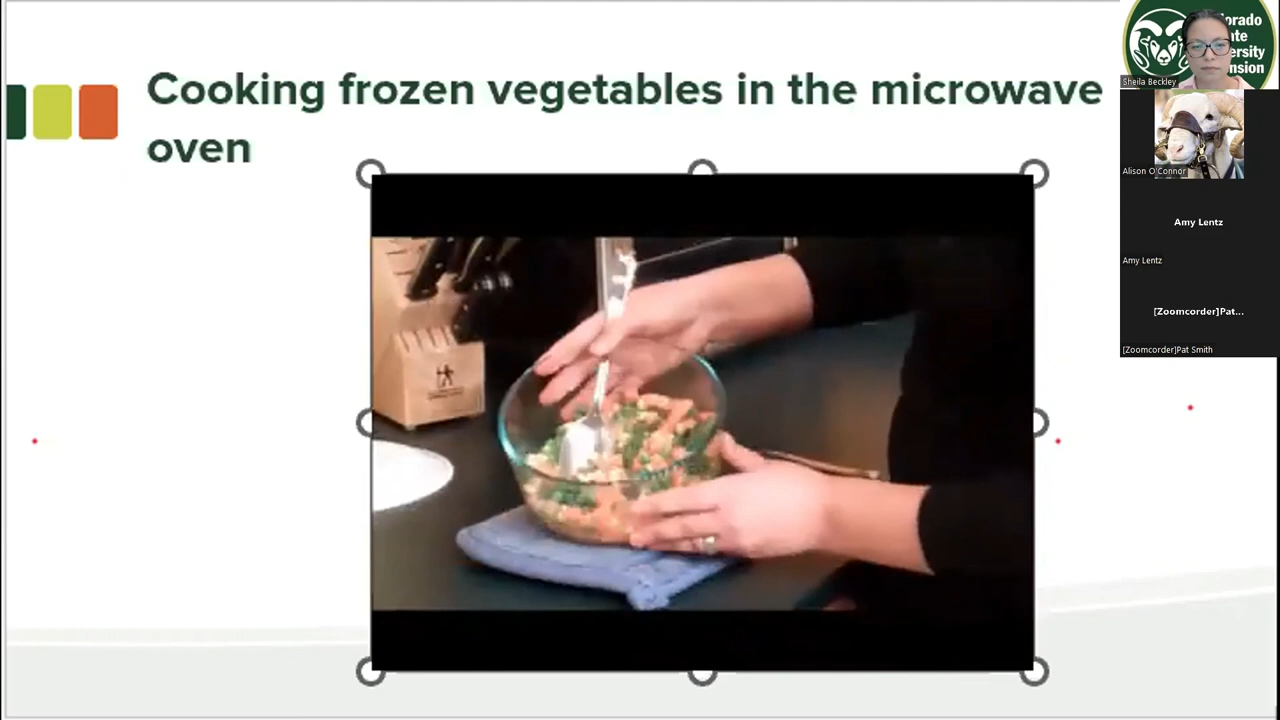 Cooking frozen vegetables in the microwave
oven
Sheila Beckley
Alison O'Connor
Amy Lentz
Amy Lentz
[Zoomcorder]Pat...
[Zoomcorder]Pat Smith